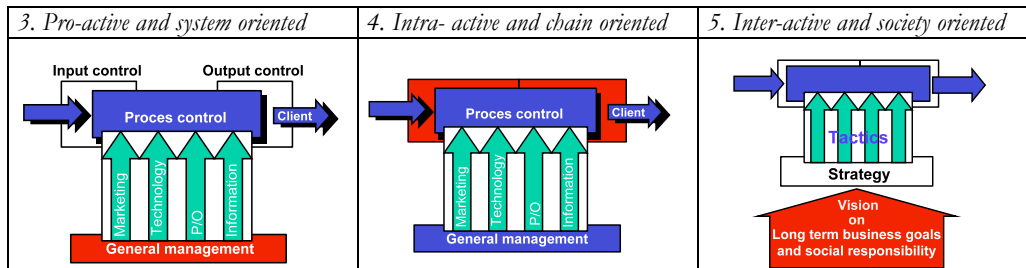 3. Pro-active and system oriented
Input control
Output control
Proces control
Client
Marketing
Technology
P/O
Information
General management
4. Intra- active and chain oriented
Proces control
Client
Marketing
Technology
P/O
Information
General management
5. Inter-active and society oriented
Tactics
Strategy
Vision
on
Long term business goals
and social responsibility